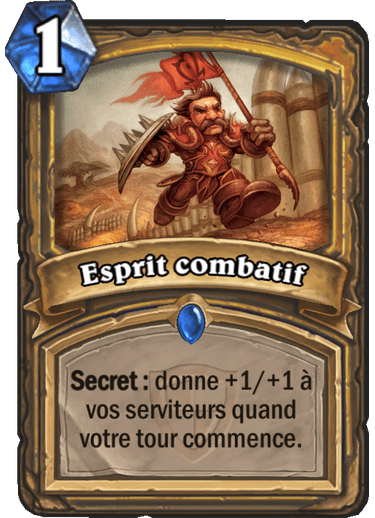 1
Esprit combatif
Secret : donne +1/+1 à
vos serviteurs quand
votre tour commence.